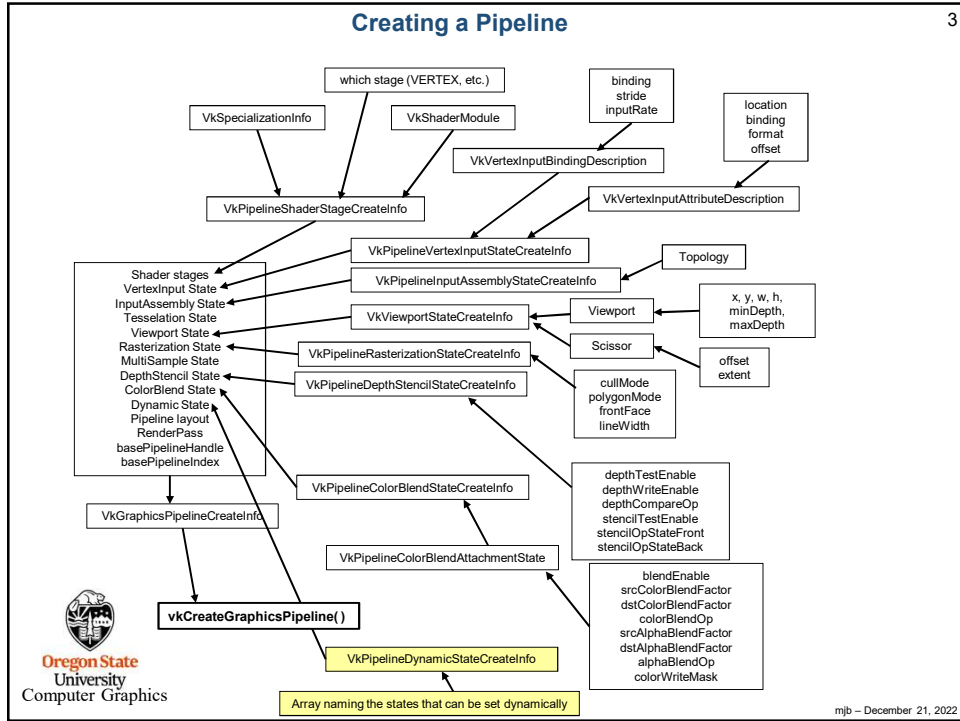 Creating a Pipeline
3
which stage (VERTEX, etc.)
binding
stride
inputRate
location
binding
format
offset
VkSpecializationInfo
VkShaderModule
VkVertexInputBindingDescription
VkPipelineShaderStageCreateInfo
VkVertexInputAttributeDescription
VkPipelineVertexInputStateCreateInfo
Topology
VkPipelineInputAssemblyStateCreateInfo
Shader stages
VertexInput State
InputAssembly State
Tesselation State
Viewport State
Rasterization State
MultiSample State
DepthStencil State
ColorBlend State
Dynamic State
Pipeline layout
RenderPass
basePipelineHandle
basePipelineIndex
VkViewportStateCreateInfo
Viewport
x, y, w, h,
minDepth,
maxDepth
Scissor
offset
extent
VkPipelineRasterizationStateCreateInfo
cullMode
polygonMode
frontFace
lineWidth
VkPipelineDepthStencilStateCreateInfo
depthTestEnable
depthWriteEnable
depthCompareOp
stencilTestEnable
stencilOpStateFront
stencilOpStateBack
VkPipelineColorBlendStateCreateInfo
VkGraphicsPipelineCreateInfo
VkPipelineColorBlendAttachmentState
blendEnable
srcColorBlendFactor
dstColorBlendFactor
colorBlendOp
srcAlphaBlendFactor
dstAlphaBlendFactor
alphaBlendOp
colorWriteMask
vkCreateGraphicsPipeline( )
VkPipelineDynamicStateCreateInfo
Array naming the states that can be set dynamically
Oregon State
University
Computer Graphics
mjb – December 21, 2022